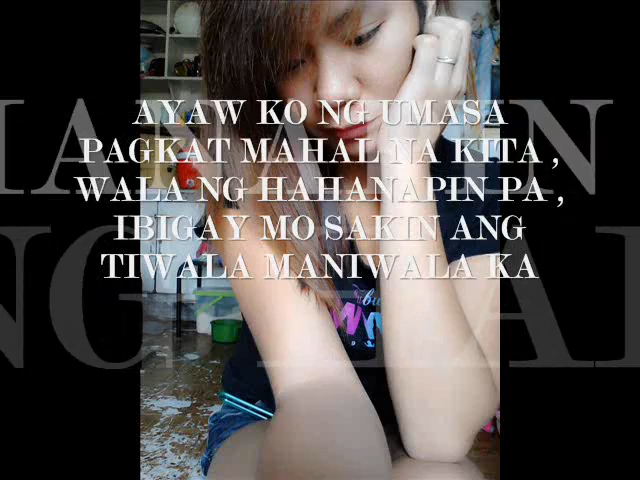 AYAW KO NG UMASA
PAGKAT MAHAL NA KITA ,
WALA NG HAHANAPIN PA ,
IBIGAY MO SAKIN ANG
TIWALA MANIWALA KA